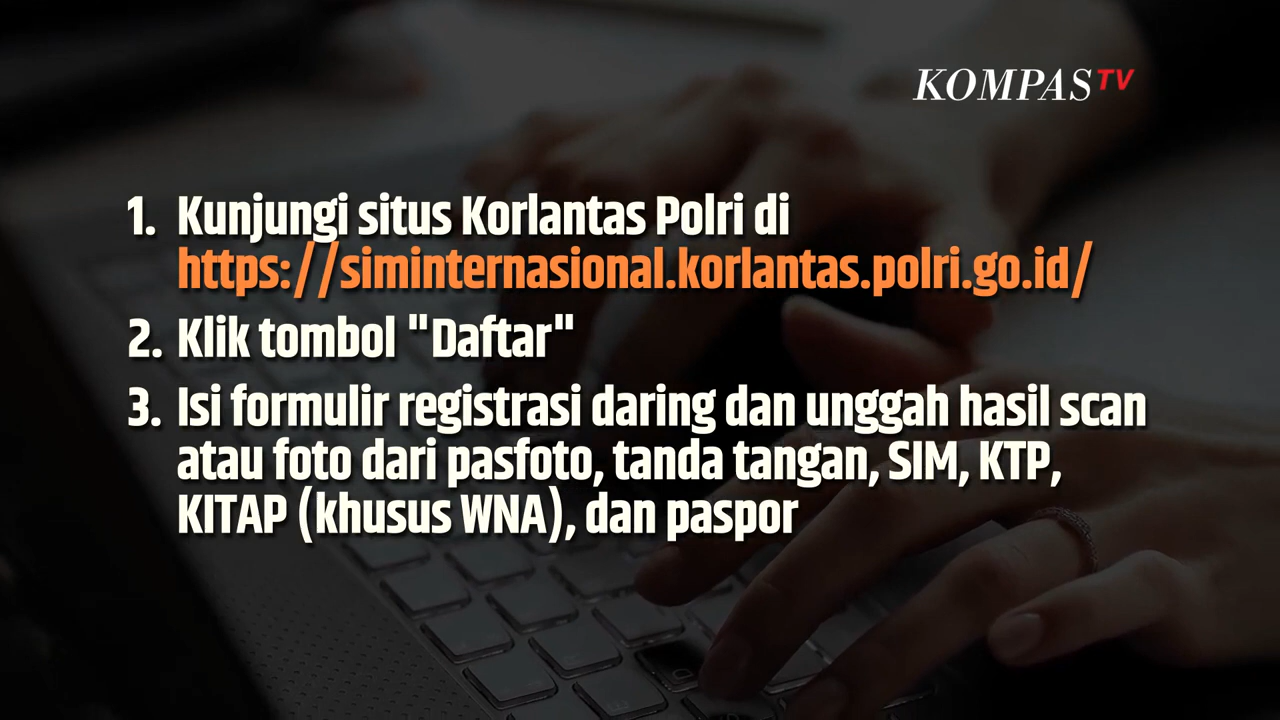 KOMPAS TV
1. Kunjungi situs Korlantas Polri di
https://siminternasional.korlantas.polri.go.id/
2. Klik tombol "Daftar"
3. Isi formulir registrasi daring dan unggah hasil scan
atau foto dari pasfoto, tanda tangan, SIM, KTP,
KITAP (khusus WNA), dan paspor